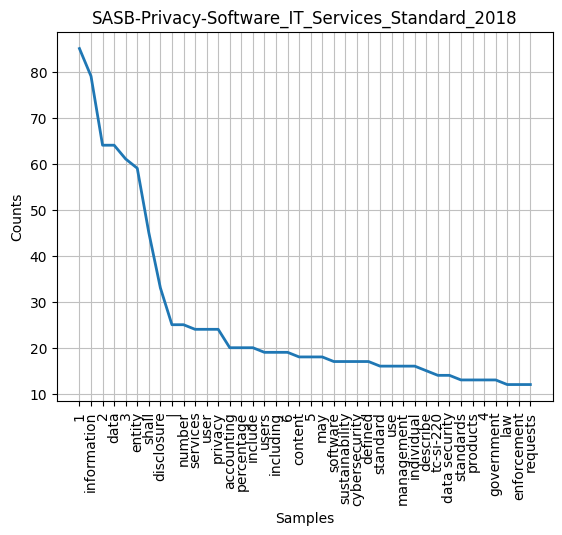 SASB-Privacy-Software_IT_Services_Standard_2018
80
70
60
50
40
30
20
10
Counts
1
information
2
data
3
entity
shall
disclosure
|
number
services
user
privacy
accounting
percentage
include
users
including
6
content
5
may
software
sustainability
cybersecurity
defined
standard
use
management
individual
describe
tc-si-220
data security
standards
products
4
government
law
enforcement
requests
Samples